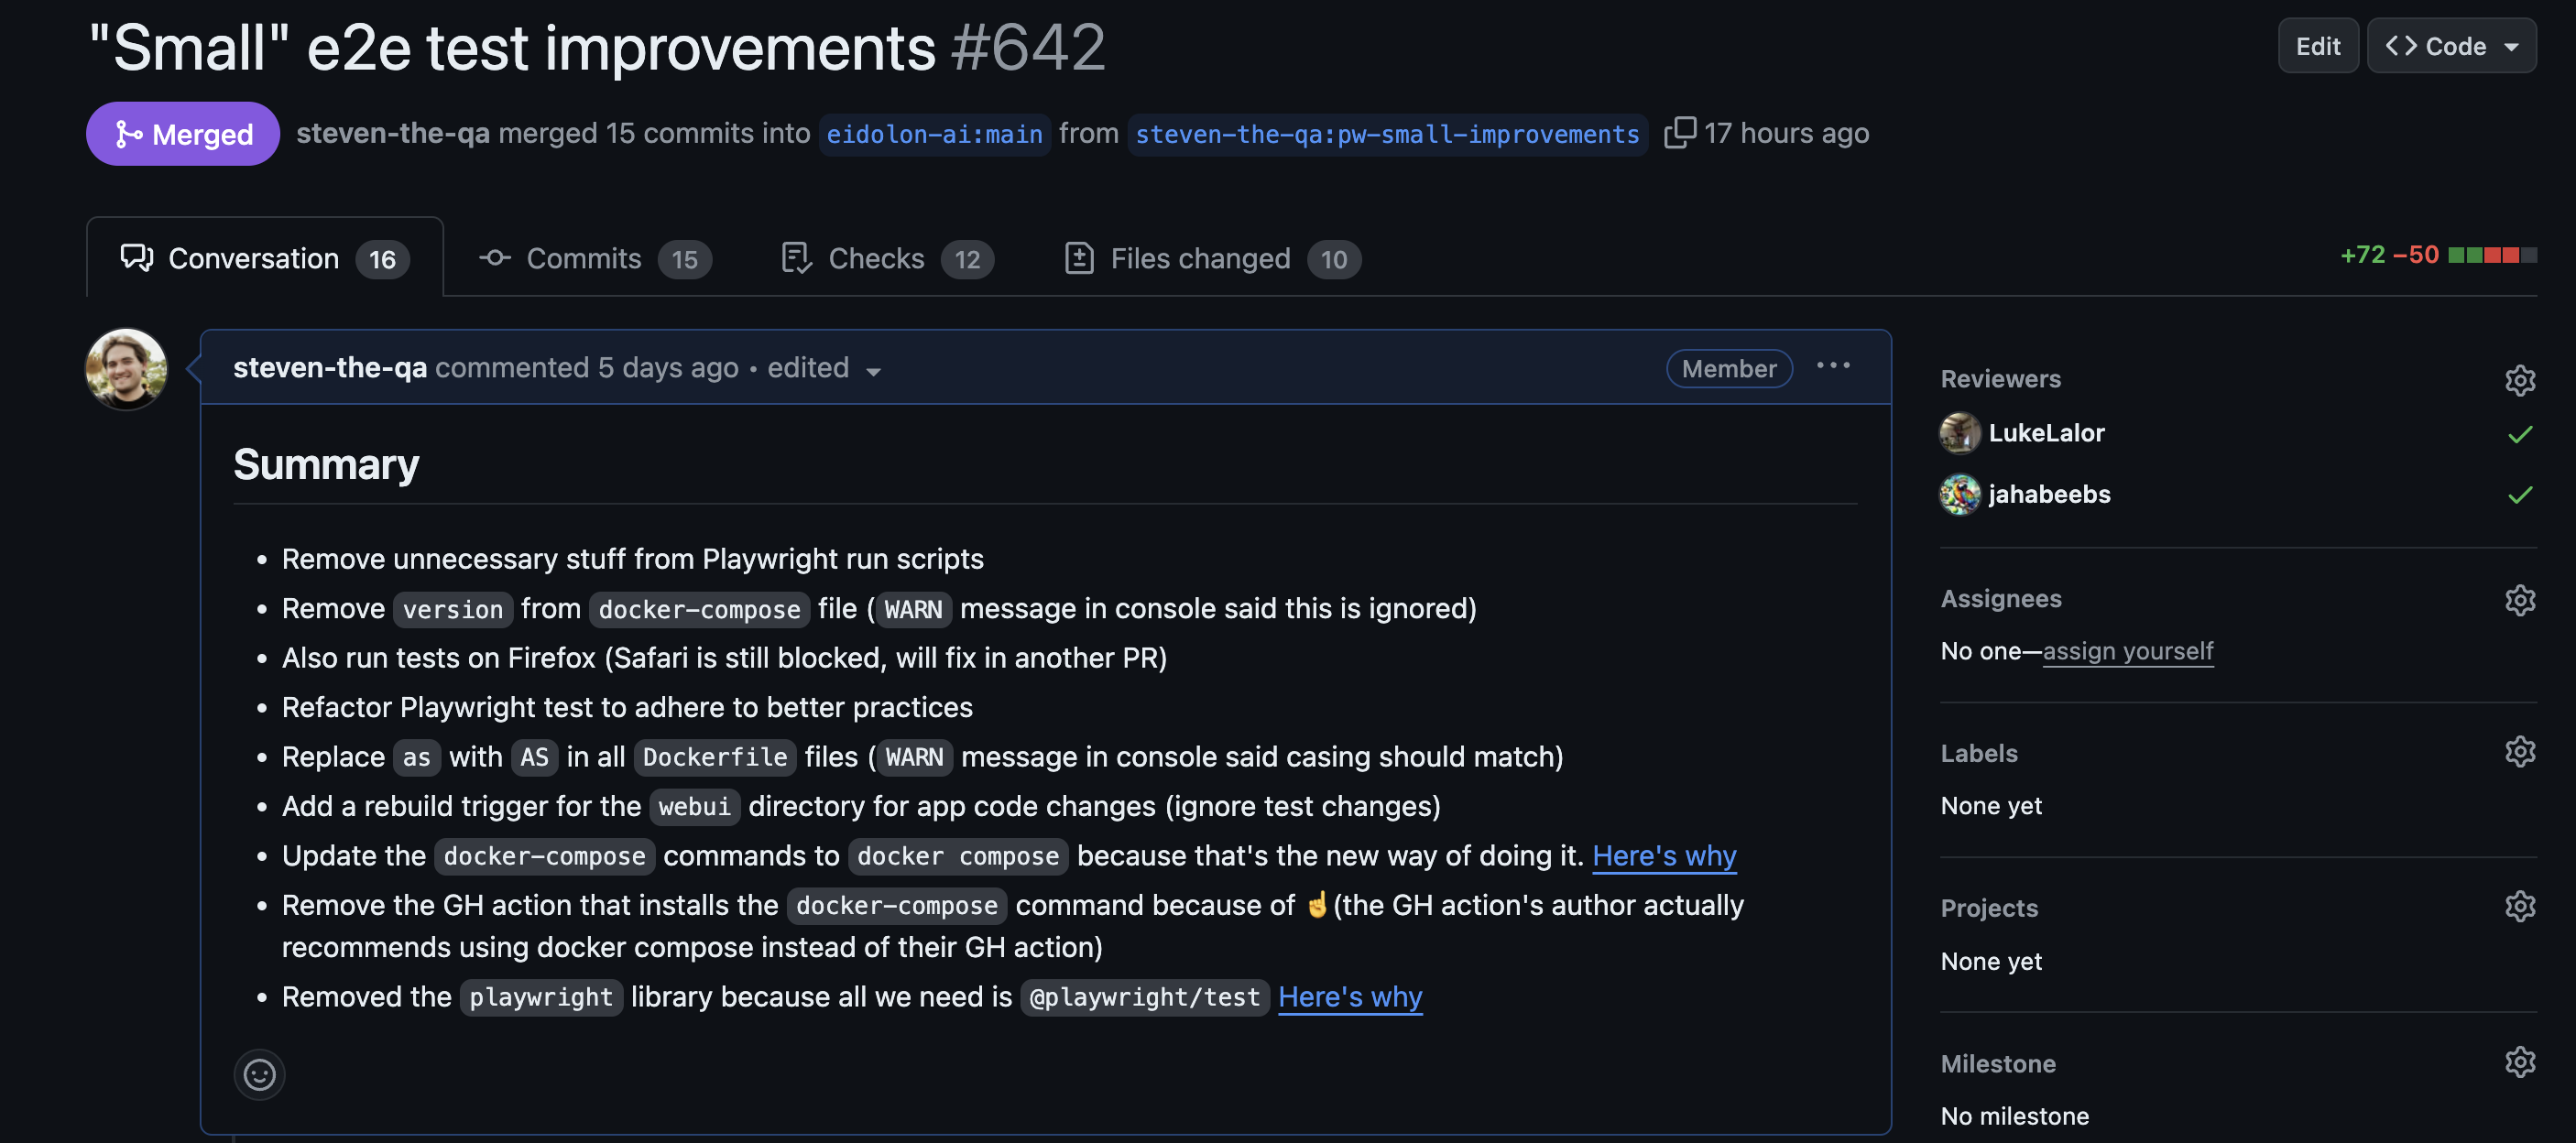 "Small" e2e test improvements #642
Edit
Code
Merged
steven-the-qa merged 15 commits into eidolon-ai:main from steven-the-qa:pw-small-improvements 17 hours ago
Conversation 16
Commits 15
Checks 12
Files changed 10
+72 −50
steven-the-qa commented 5 days ago • edited
Member
Summary
• Remove unnecessary stuff from Playwright run scripts
• Remove version from docker-compose file (WARN message in console said this is ignored)
• Also run tests on Firefox (Safari is still blocked, will fix in another PR)
• Refactor Playwright test to adhere to better practices
• Replace as with AS in all Dockerfile files (WARN message in console said casing should match)
• Add a rebuild trigger for the webui directory for app code changes (ignore test changes)
• Update the docker-compose commands to docker compose because that's the new way of doing it. Here's why
• Remove the GH action that installs the docker-compose command because of ☝️(the GH action's author actually
recommends using docker compose instead of their GH action)
• Removed the playwright library because all we need is @playwright/test Here's why
Reviewers
LukeLalor
jahabeebs
Assignees
No one—assign yourself
Labels
None yet
Projects
None yet
Milestone
No milestone